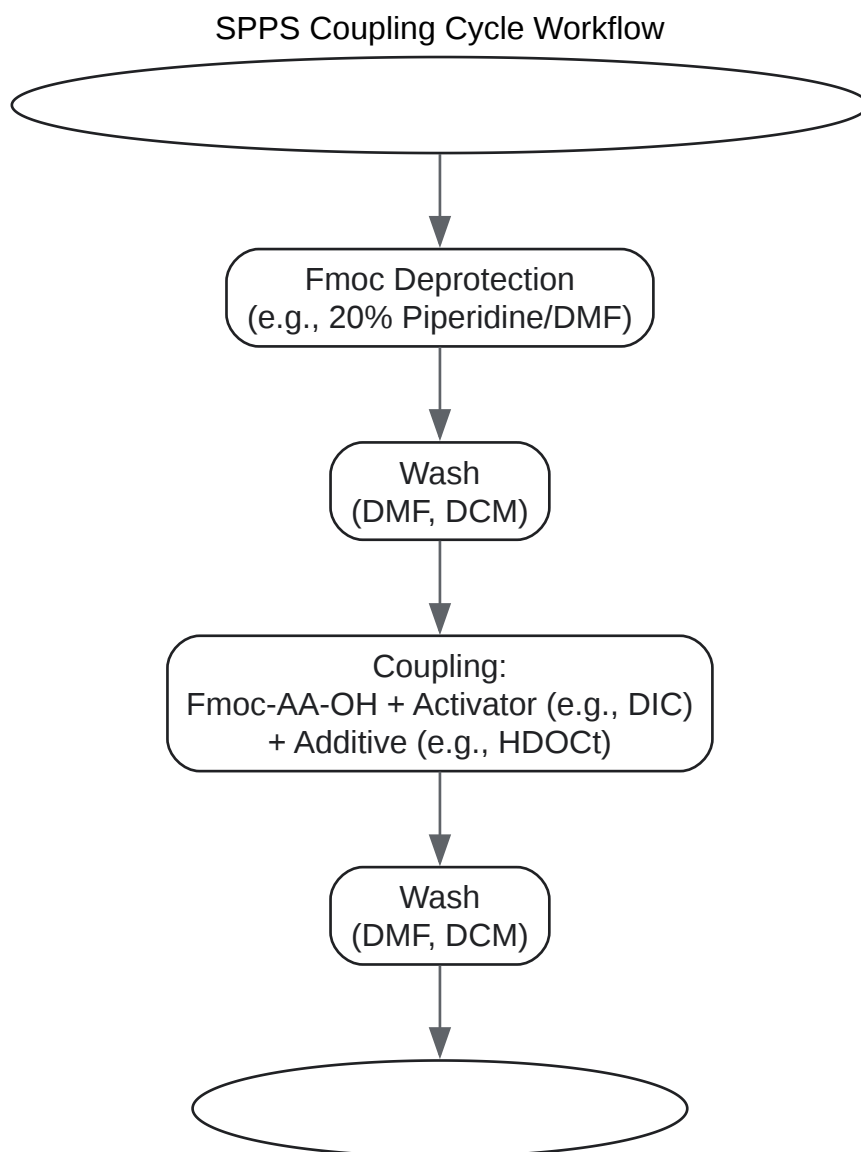 SPPS Coupling Cycle Workflow
Fmoc Deprotection
(e.g., 20% Piperidine/DMF)
Wash
(DMF, DCM)
Coupling:
Fmoc-AA-OH + Activator (e.g., DIC)
+ Additive (e.g., HDOCt)
Wash
(DMF, DCM)